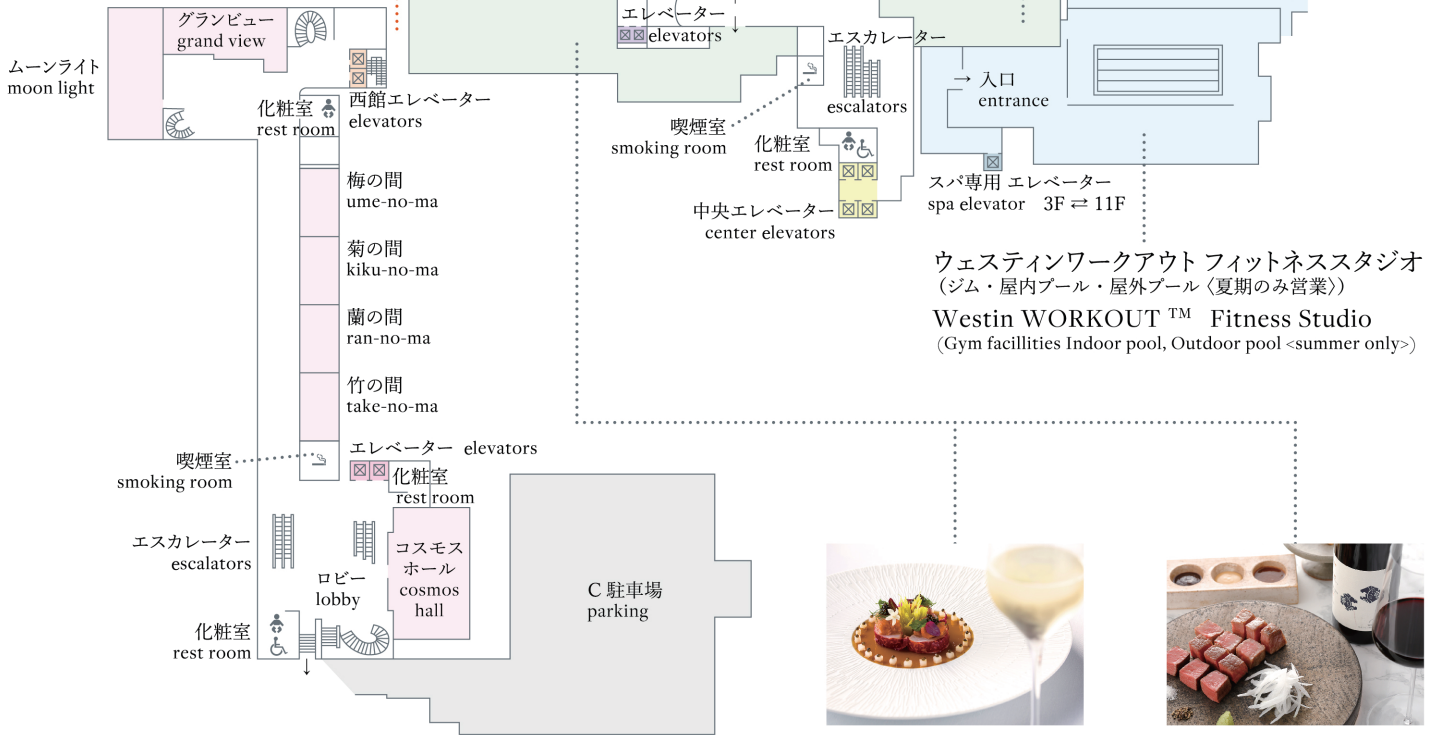 グランビュー
grand view
ムーンライト
moon light
化粧室
rest room
西館エレベーター
elevators
エレベーター
elevators
エスカレーター
escalators
喫煙室
smoking room
化粧室
rest room
中央エレベーター
center elevators
入口
entrance
スパ専用 エレベーター
spa elevator 3F ⇄ 11F
梅の間
ume-no-ma
菊の間
kiku-no-ma
蘭の間
ran-no-ma
竹の間
take-no-ma
ウェスティンワークアウト フィットネススタジオ
（ジム・屋内プール・屋外プール〈夏期のみ営業〉）
Westin WORKOUT ™ Fitness Studio
(Gym facillities Indoor pool, Outdoor pool <summer only>)
喫煙室
smoking room
エレベーター elevators
化粧室
rest room
エスカレーター
escalators
ロビー
lobby
コスモス
ホール
cosmos
hall
化粧室
rest room
C 駐車場
parking